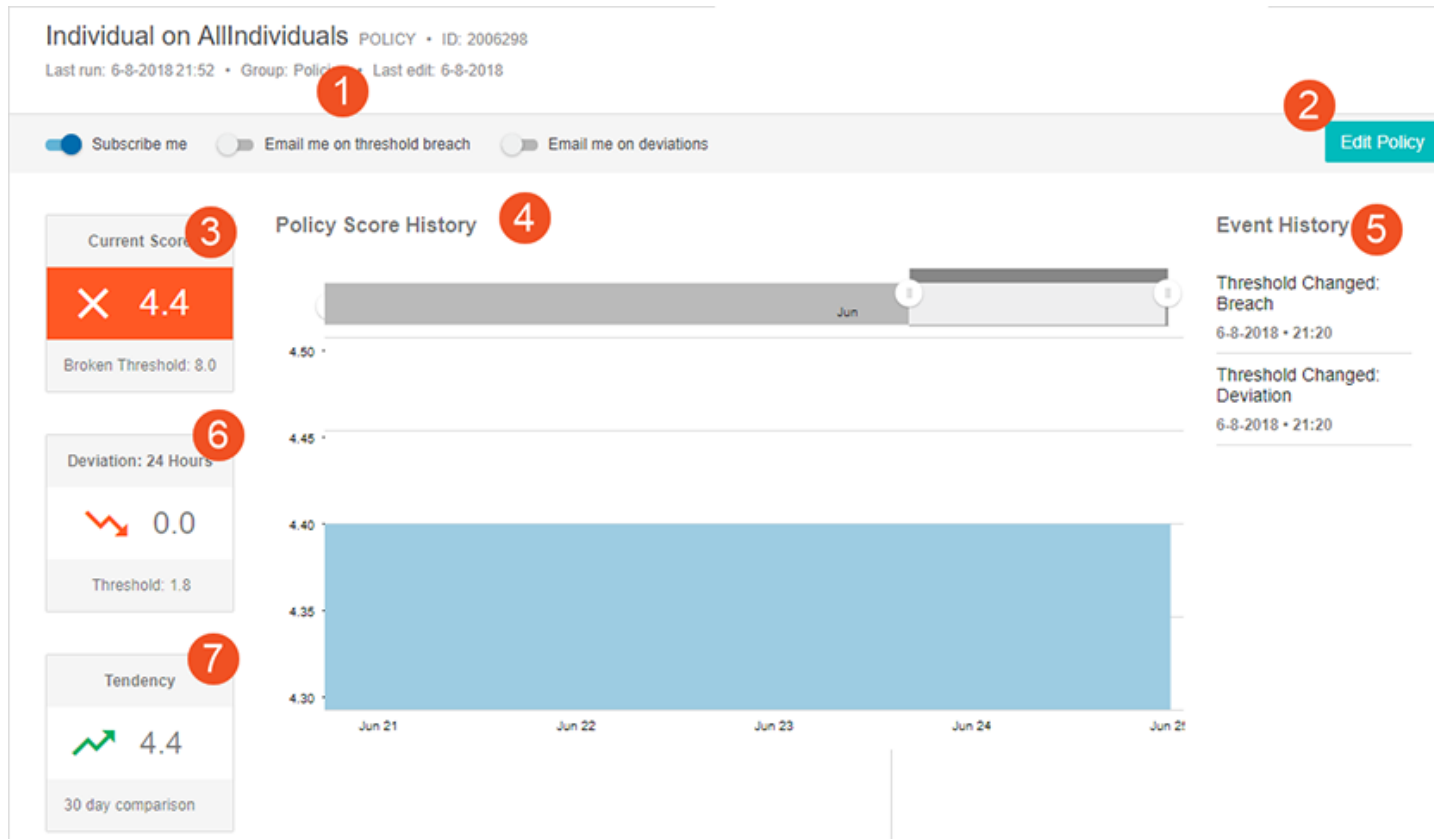 Individual on AllIndividuals POLICY • ID: 2006298
Last run: 6-8-2018 21:52 • Group: • Last edit: 6-8-2018
1
2
Subscribe me
Email me on threshold breach
Email me on deviations
Edit Policy
3
Current Score
4.4
Broken Threshold: 8.0
Policy Score History
4
Jun
4.50
4.45
4.40
4.35
4.30
Jun 21
Jun 22
Jun 23
Jun 24
Jun
Event History
5
Threshold Changed:
Breach
6-8-2018 • 21:20
Threshold Changed:
Deviation
6-8-2018 • 21:20
6
Deviation: 24 Hours
0.0
Threshold: 1.8
7
Tendency
4.4
30 day comparison